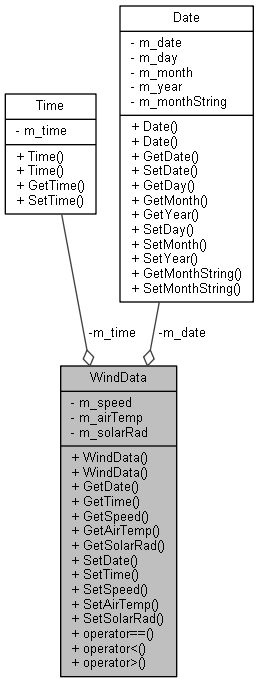 Date
- m_date
- m_day
- m_month
- m_year
- m_monthString
+ Date()
+ Date()
+ GetDate()
+ SetDate()
+ GetDay()
+ GetMonth()
+ GetYear()
+ SetDay()
+ SetMonth()
+ SetYear()
+ GetMonthString()
+ SetMonthString()
Time
- m_time
+ Time()
+ Time()
+ GetTime()
+ SetTime()
-m_time
-m_date
WindData
- m_speed
- m_airTemp
- m_solarRad
+ WindData()
+ WindData()
+ GetDate()
+ GetTime()
+ GetSpeed()
+ GetAirTemp()
+ GetSolarRad()
+ SetDate()
+ SetTime()
+ SetSpeed()
+ SetAirTemp()
+ SetSolarRad()
+ operator==()
+ operator<()
+ operator>()